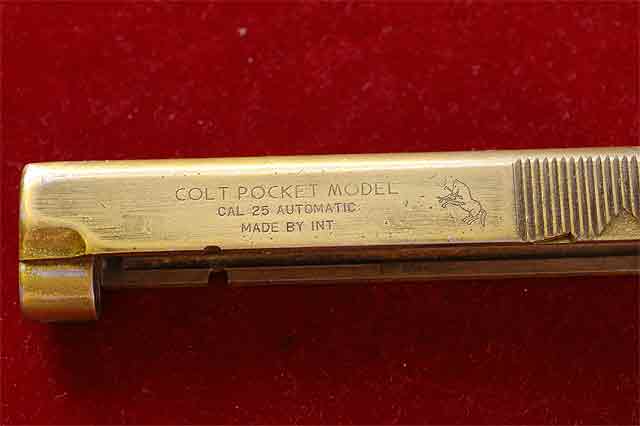 COLT POCKET MODEL
CAL 25 AUTOMATIC
MADE BY INT